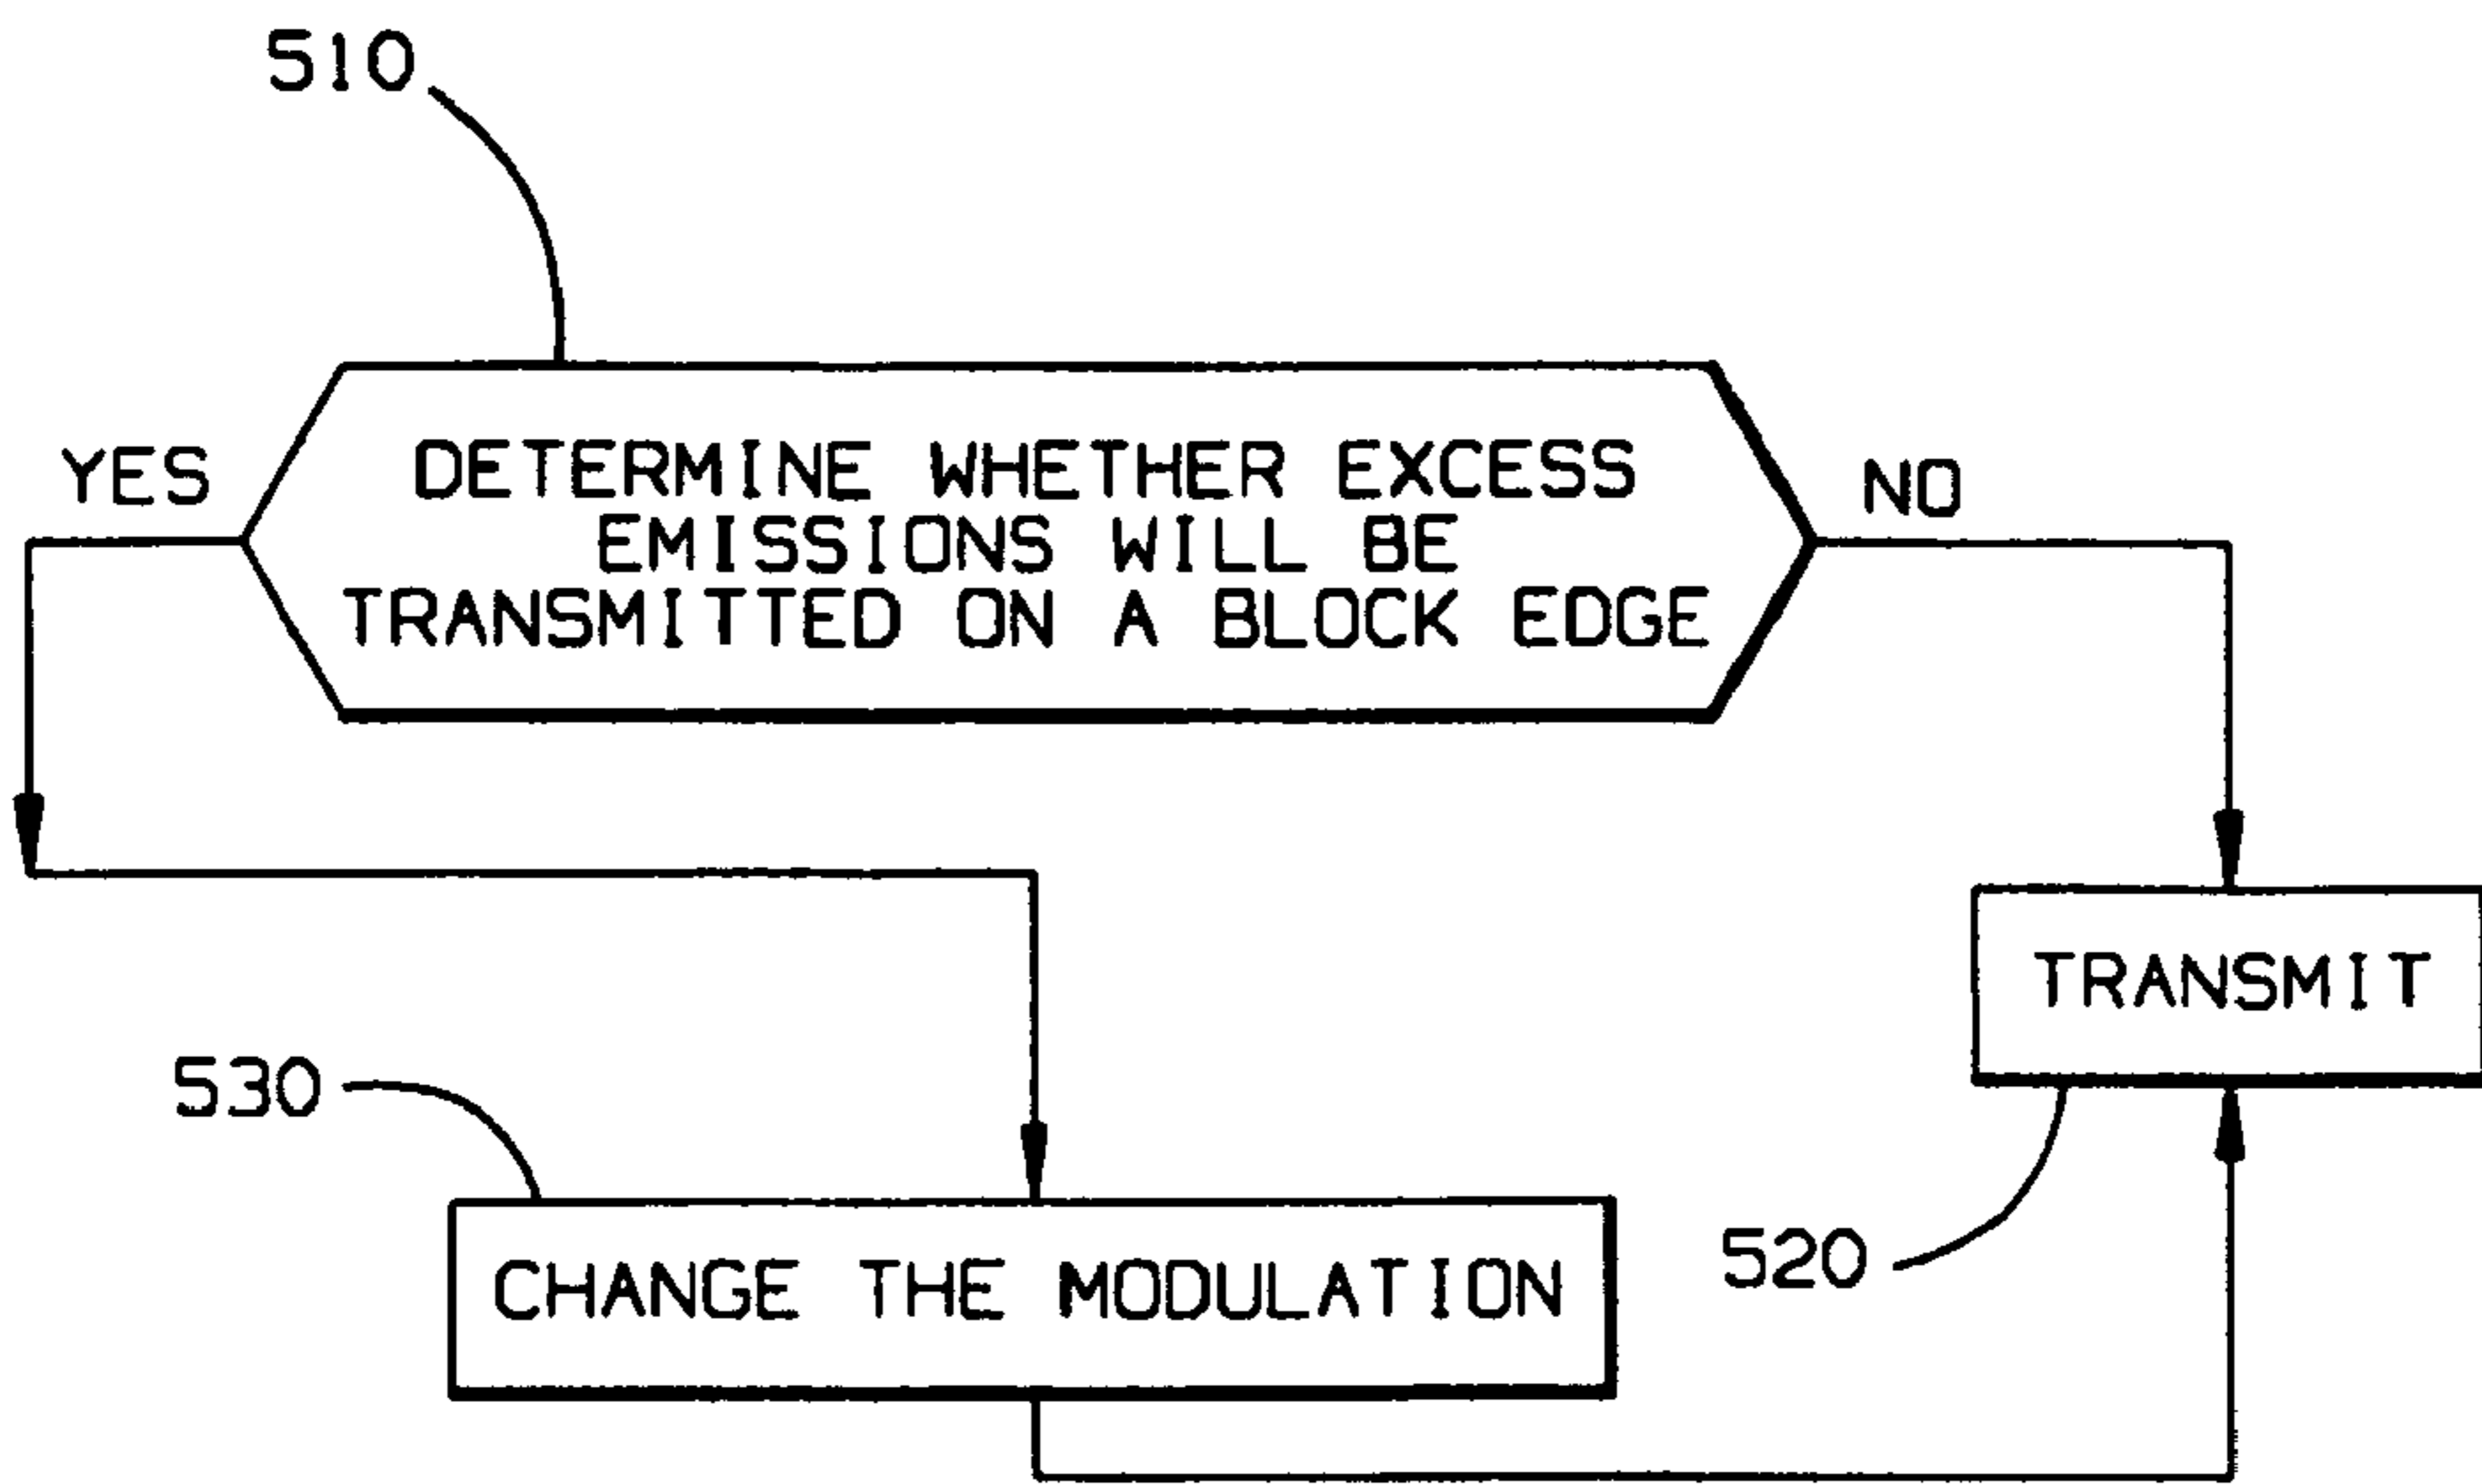 510
YES
DETERMINE WHETHER EXCESS
EMISSIONS WILL BE
TRANSMITTED ON A BLOCK EDGE
NO
TRANSMIT
530
CHANGE THE MODULATION
520